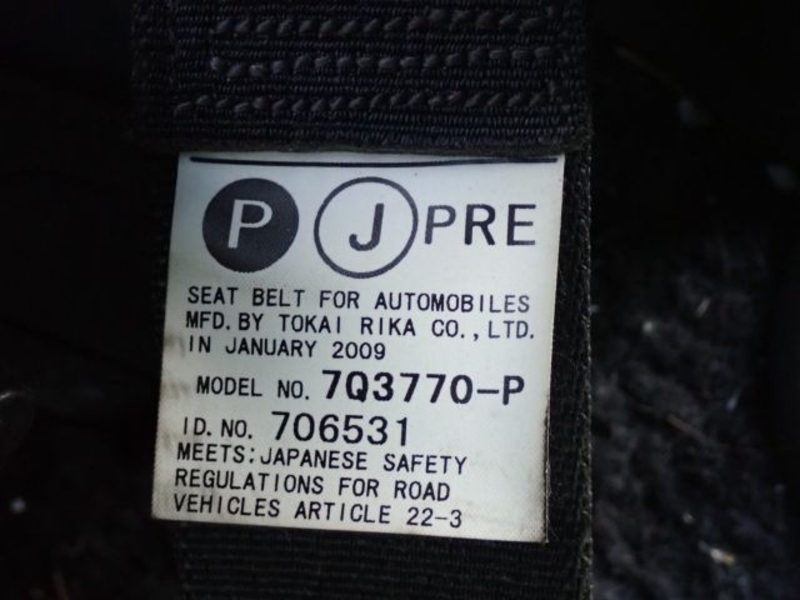 P J PRE
SEAT BELT FOR AUTOMOBILES
MFD. BY TOKAI RIKA CO., LTD.
IN JANUARY 2009
MODEL NO. 7Q3770-P
ID. NO. 706531
MEETS: JAPANESE SAFETY
REGULATIONS FOR ROAD
VEHICLES ARTICLE 22-3